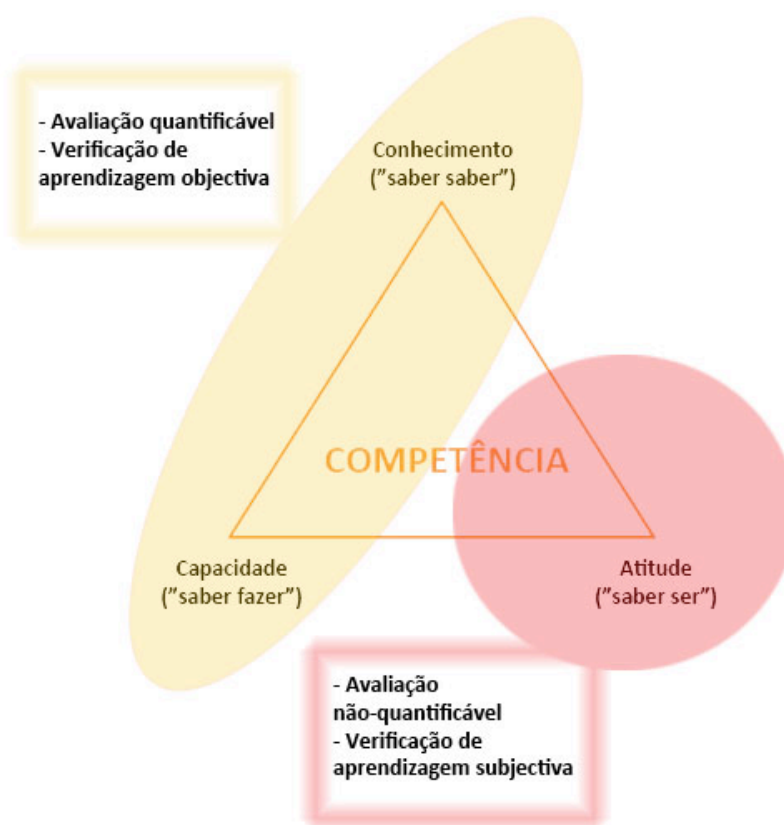 - Avaliação quantificável
- Verificação de
aprendizagem objectiva
Conhecimento
("saber saber")
COMPETÊNCIA
Capacidade
("saber fazer")
Atitude
("saber ser")
- Avaliação
não-quantificável
- Verificação de
aprendizagem subjectiva